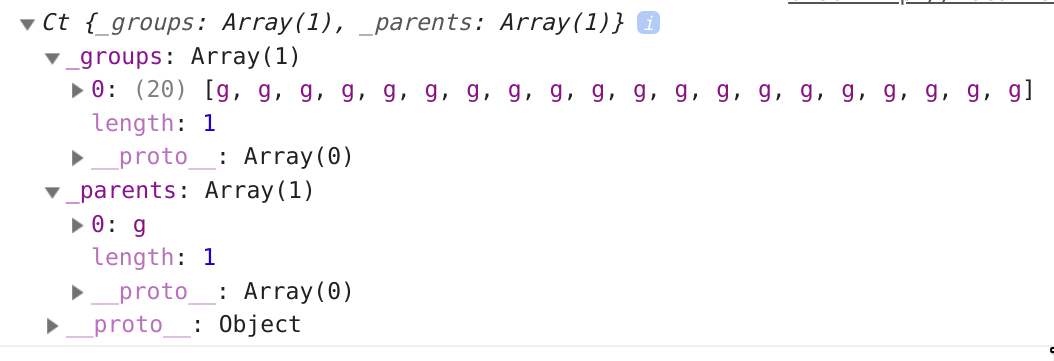 Ct {_groups: Array(1), _parents: Array(1)} i
_groups: Array(1)
0: (20) [g, g, g, g, g, g, g, g, g, g, g, g, g, g, g, g, g, g, g, g]
length: 1
__proto__: Array(0)
_parents: Array(1)
0: g
length: 1
__proto__: Array(0)
__proto__: Object